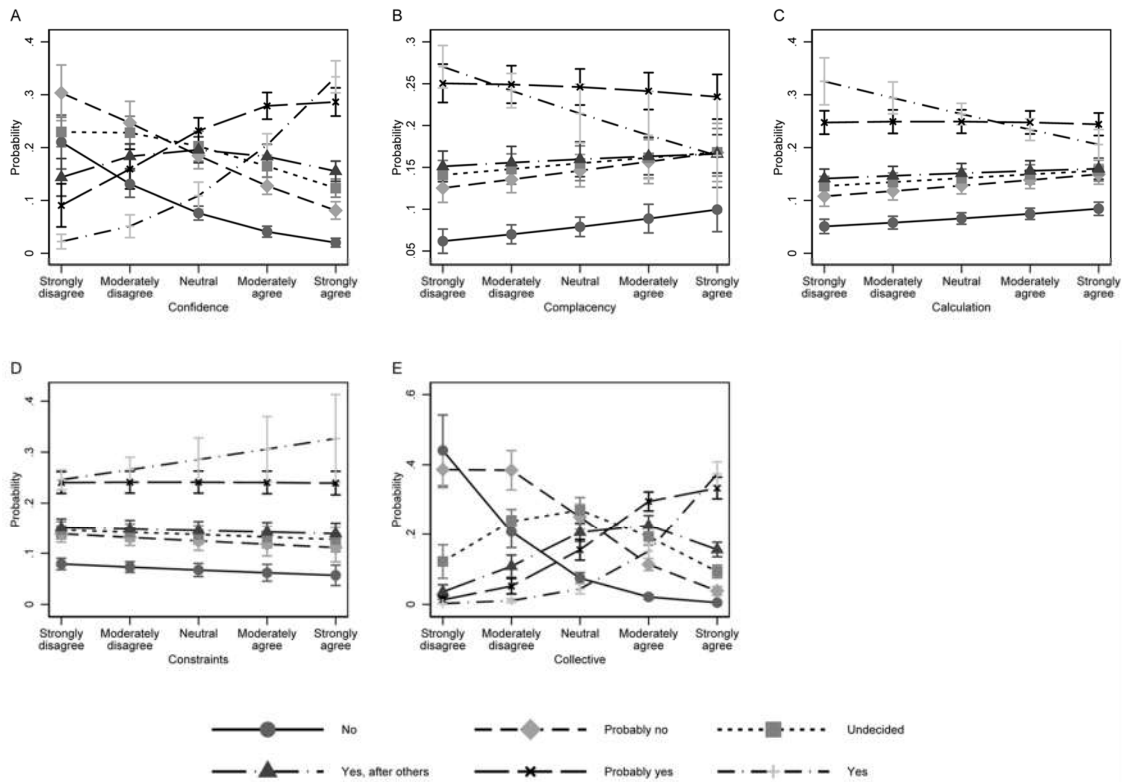 A
B
C
.4
.3
.2
.1
0
Probability
Strongly disagree
Moderately disagree
Neutral
Moderately agree
Strongly agree
Confidence
.3
.25
.2
.15
.1
.05
Probability
Strongly disagree
Moderately disagree
Neutral
Moderately agree
Strongly agree
Complacency
.4
.3
.2
.1
0
Probability
Strongly disagree
Moderately disagree
Neutral
Moderately agree
Strongly agree
Calculation
D
E
.4
.3
.2
.1
0
Probability
Strongly disagree
Moderately disagree
Neutral
Moderately agree
Strongly agree
Constraints
.6
.4
.2
0
Probability
Strongly disagree
Moderately disagree
Neutral
Moderately agree
Strongly agree
Collective
No
Probably no
Undecided
Yes, after others
Probably yes
Yes